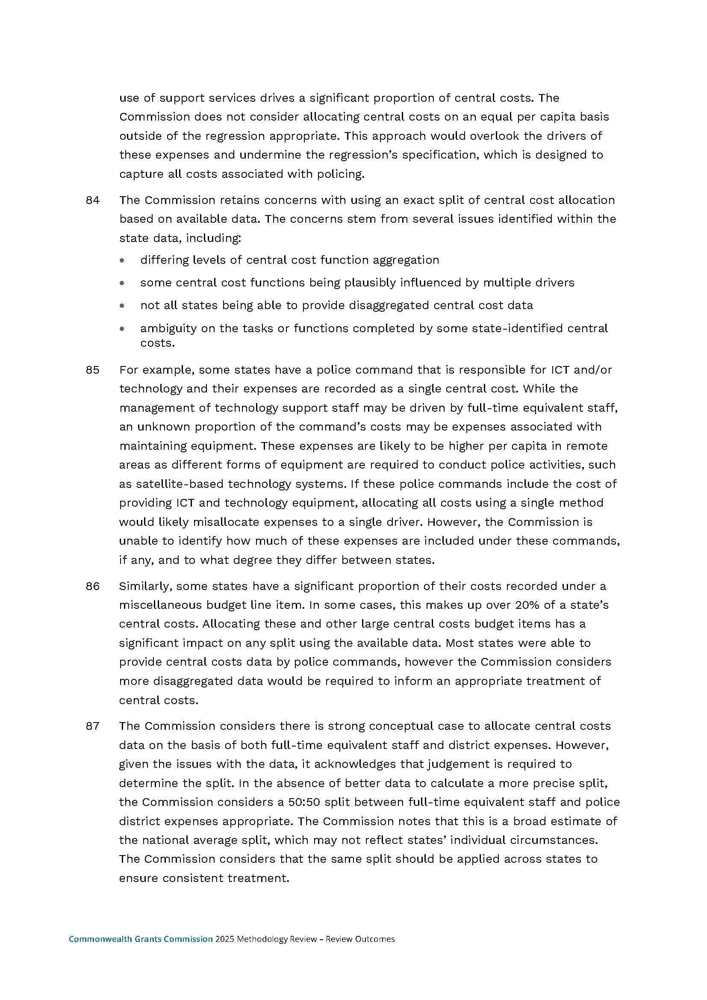 use of support services drives a significant proportion of central costs. The
Commission does not consider allocating central costs on an equal per capita basis
outside of the regression appropriate. This approach would overlook the drivers of
these expenses and undermine the regression’s specification, which is designed to
capture all costs associated with policing.
84 The Commission retains concerns with using an exact split of central cost allocation
based on available data. The concerns stem from several issues identified within the
state data, including:
• differing levels of central cost function aggregation
• some central cost functions being plausibly influenced by multiple drivers
• not all states being able to provide disaggregated central cost data
• ambiguity on the tasks or functions completed by some state-identified central
costs.
85 For example, some states have a police command that is responsible for ICT and/or
technology and their expenses are recorded as a single central cost. While the
management of technology support staff may be driven by full-time equivalent staff,
an unknown proportion of the command’s costs may be expenses associated with
maintaining equipment. These expenses are likely to be higher per capita in remote
areas as different forms of equipment are required to conduct police activities, such
as satellite-based technology systems. If these police commands include the cost of
providing ICT and technology equipment, allocating all costs using a single method
would likely misallocate expenses to a single driver. However, the Commission is
unable to identify how much of these expenses are included under these commands,
if any, and to what degree they differ between states.
86 Similarly, some states have a significant proportion of their costs recorded under a
miscellaneous budget line item. In some cases, this makes up over 20% of a state’s
central costs. Allocating these and other large central costs budget items has a
significant impact on any split using the available data. Most states were able to
provide central costs data by police commands, however the Commission considers
more disaggregated data would be required to inform an appropriate treatment of
central costs.
87 The Commission considers there is strong conceptual case to allocate central costs
data on the basis of both full-time equivalent staff and district expenses. However,
given the issues with the data, it acknowledges that judgement is required to
determine the split. In the absence of better data to calculate a more precise split,
the Commission considers a 50:50 split between full-time equivalent staff and police
district expenses appropriate. The Commission notes that this is a broad estimate of
the national average split, which may not reflect states’ individual circumstances.
The Commission considers that the same split should be applied across states to
ensure consistent treatment.
Commonwealth Grants Commission 2025 Methodology Review – Review Outcomes